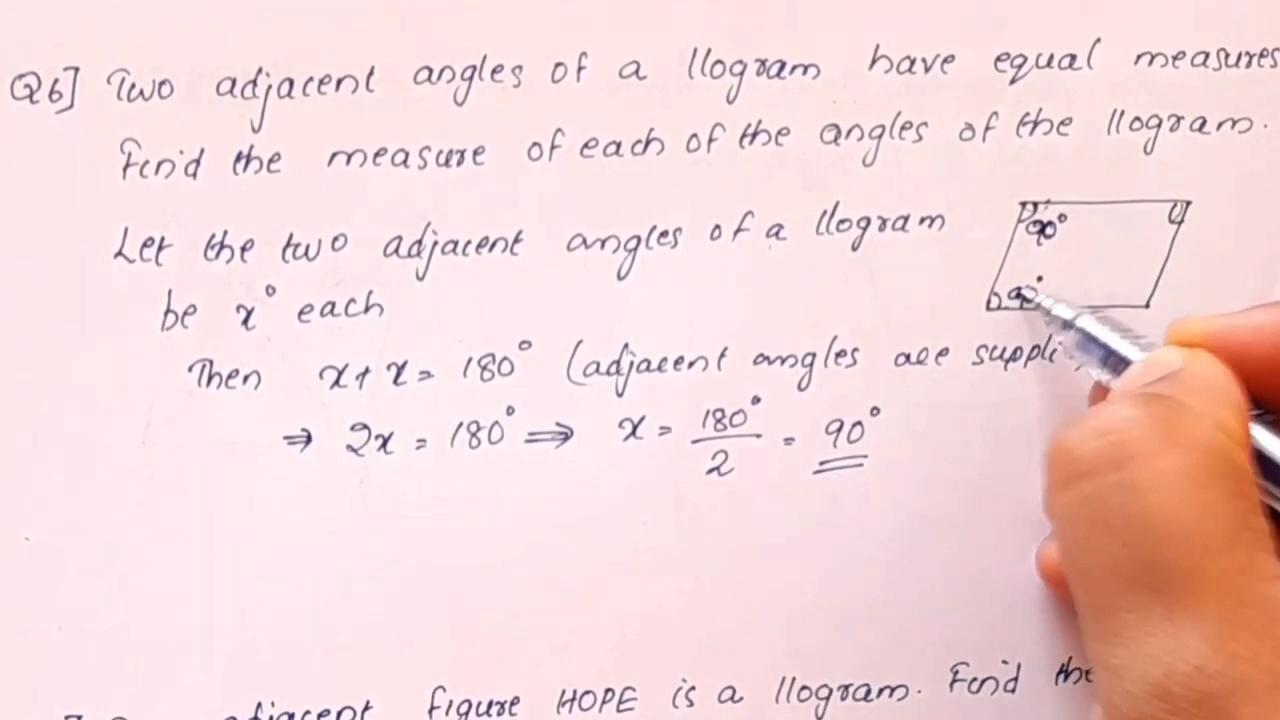 Q6] Two adjacent angles of a llogram have equal measures
Find the measure of each of the angles of the llogram.
Let the two adjacent angles of a llogram
be x° each
90°
90°
Then x + x = 180° (adjacent angles are suppli
⇒ 2x = 180° ⇒ x = 180°/2 = 90°
figure HOPE is a llogram. Find the